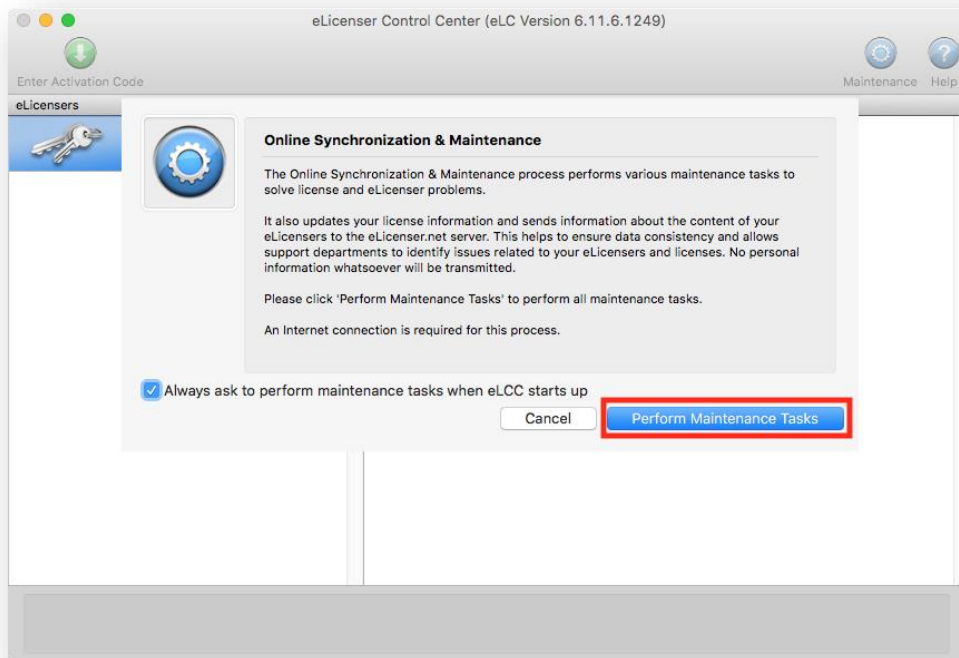 eLicenser Control Center (eLC Version 6.11.6.1249)
Enter Activation Code
Maintenance
Help
eLicensers
Online Synchronization & Maintenance
The Online Synchronization & Maintenance process performs various maintenance tasks to
solve license and eLicenser problems.
It also updates your license information and sends information about the content of your
eLicensers to the eLicenser.net server. This helps to ensure data consistency and allows
support departments to identify issues related to your eLicensers and licenses. No personal
information whatsoever will be transmitted.
Please click 'Perform Maintenance Tasks' to perform all maintenance tasks.
An Internet connection is required for this process.
Always ask to perform maintenance tasks when eLCC starts up
Cancel
Perform Maintenance Tasks